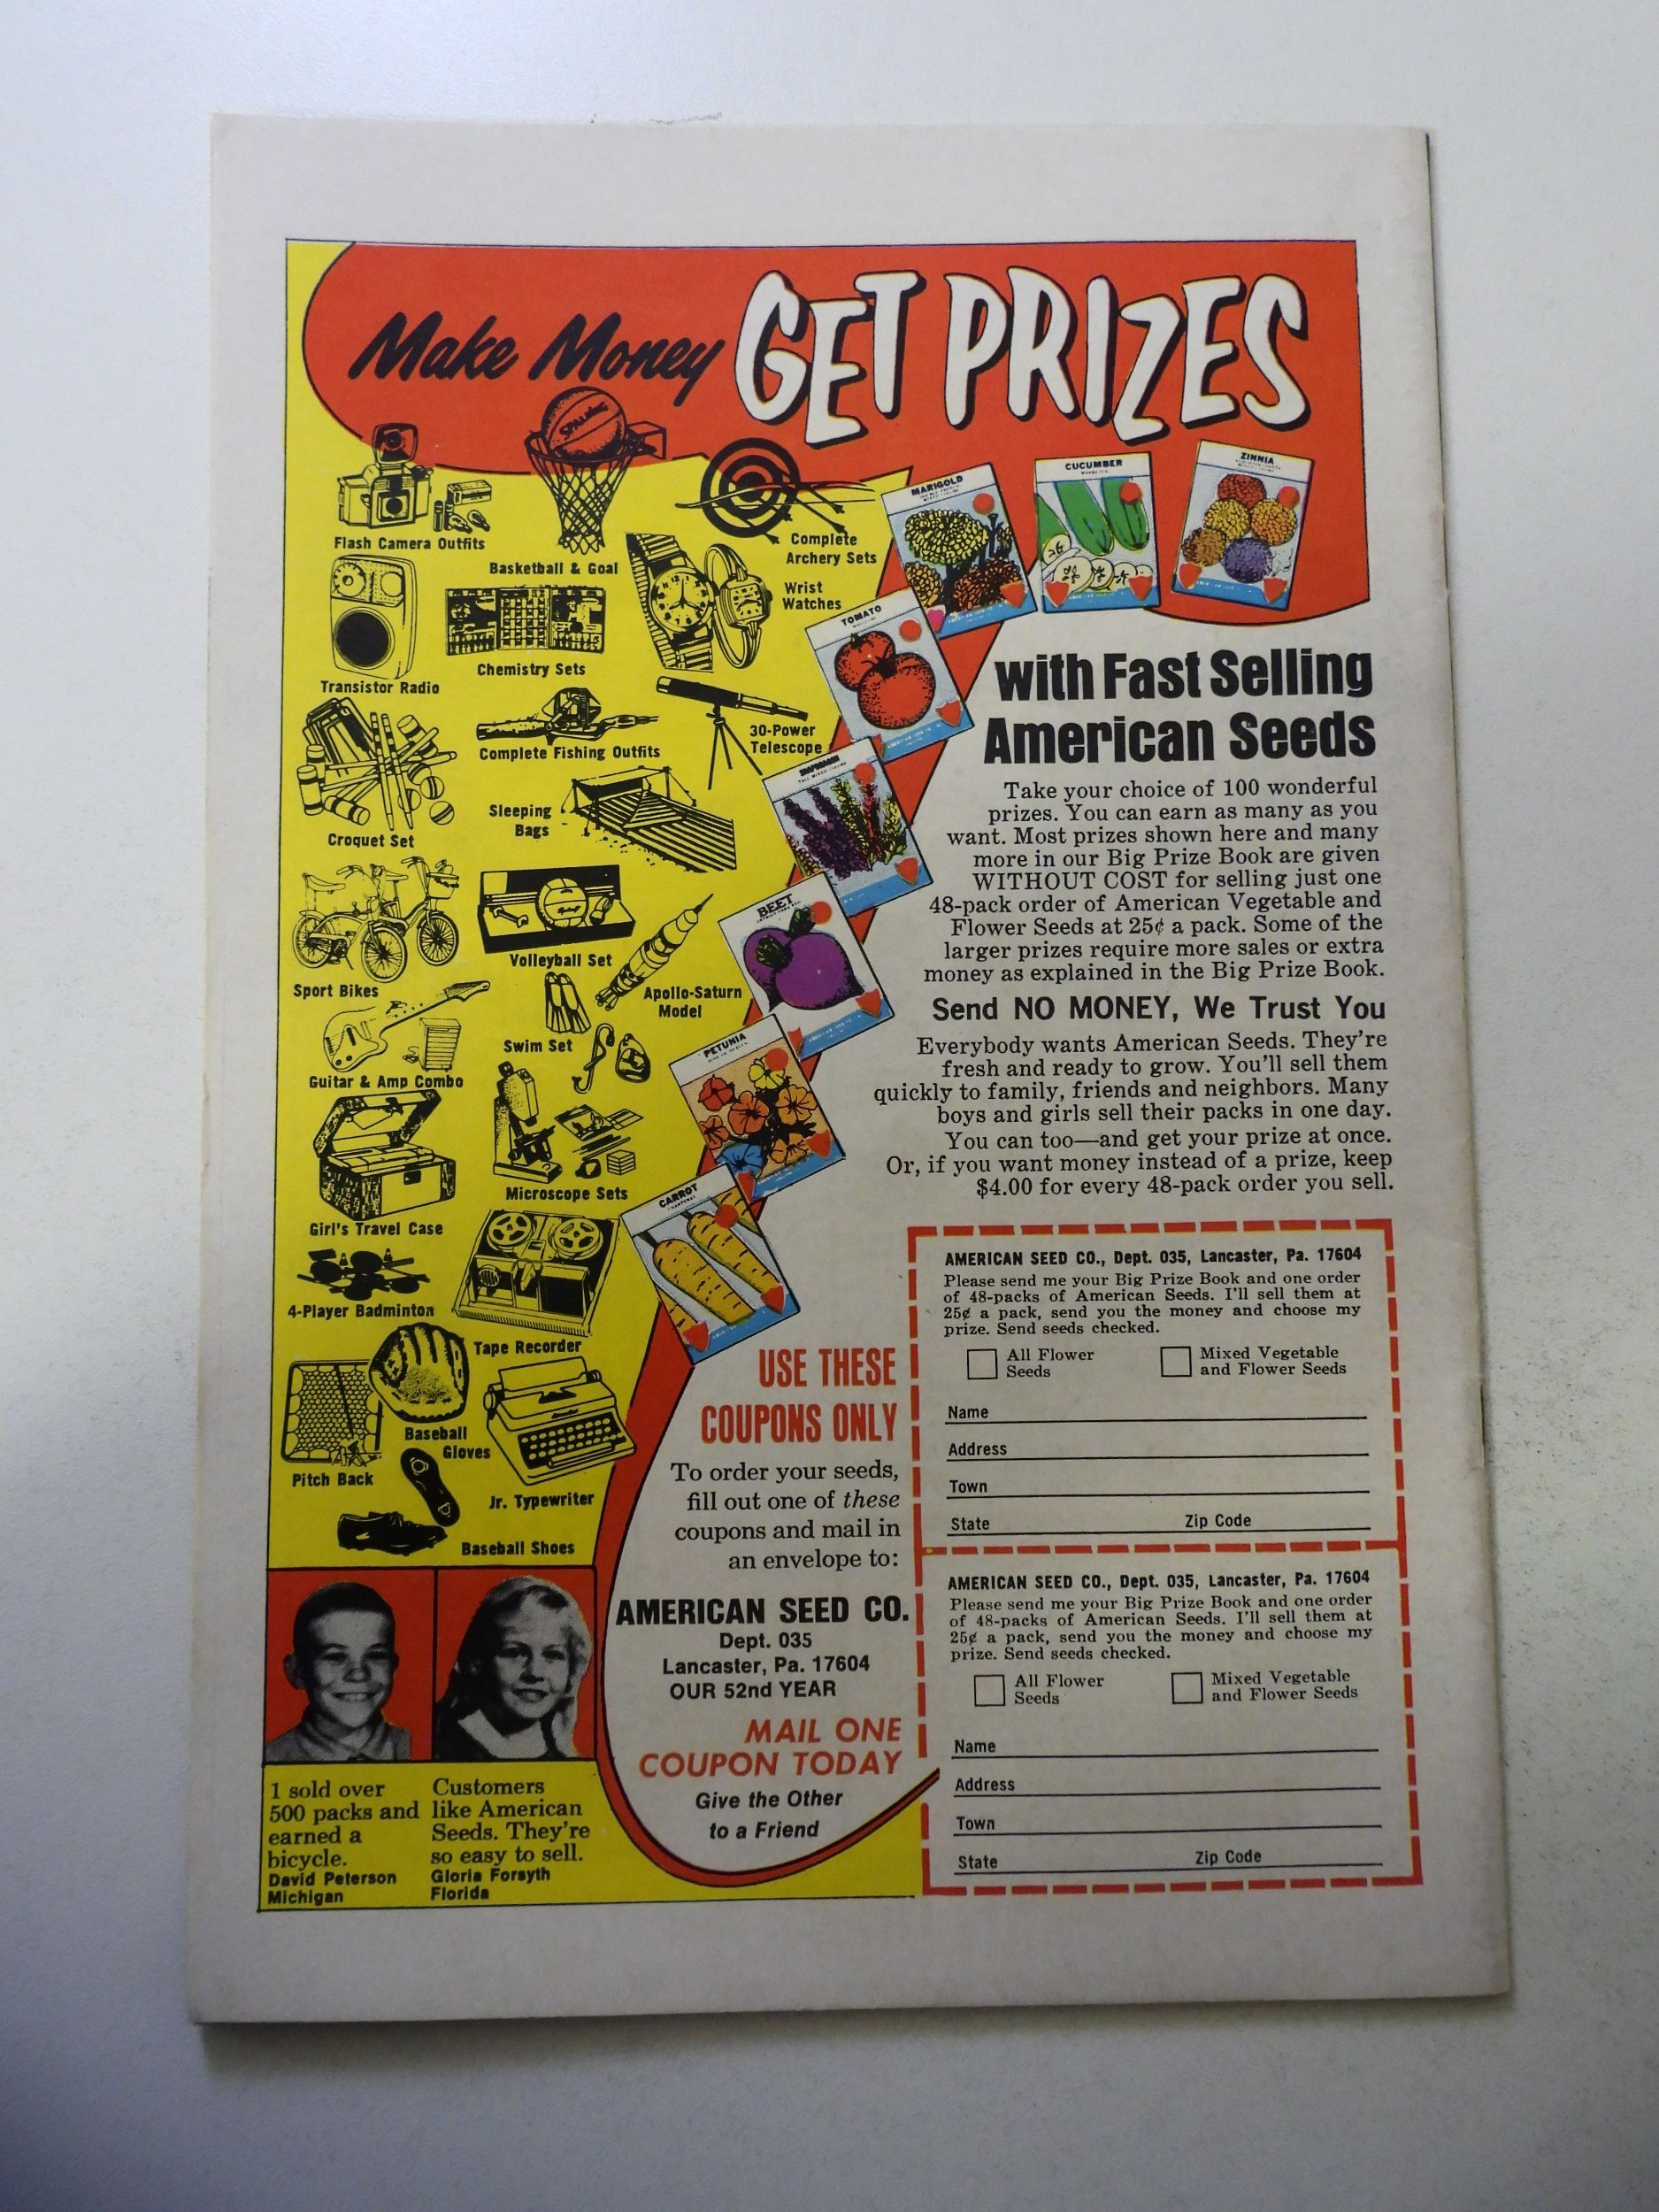 Make Money GET PRIZES
SPALDING
Flash Camera Outfits
Basketball & Goal
Complete
Archery Sets
Wrist
Watches
Transistor Radio
Chemistry Sets
Complete Fishing Outfits
30-Power
Telescope
Croquet Set
Sleeping
Bags
Sport Bikes
Volleyball Set
Apollo-Saturn
Model
Guitar & Amp Combo
Swim Set
Girl's Travel Case
Microscope Sets
4-Player Badminton
Tape Recorder
Baseball
Gloves
Pitch Back
Jr. Typewriter
Baseball Shoes
MARIGOLD
CUCUMBER
ZINNIA
TOMATO
BEET
PETUNIA
CARROT
with Fast Selling
American Seeds
Take your choice of 100 wonderful
prizes. You can earn as many as you
want. Most prizes shown here and many
more in our Big Prize Book are given
WITHOUT COST for selling just one
48-pack order of American Vegetable and
Flower Seeds at 25¢ a pack. Some of the
larger prizes require more sales or extra
money as explained in the Big Prize Book.
Send NO MONEY, We Trust You
Everybody wants American Seeds. They're
fresh and ready to grow. You'll sell them
quickly to family, friends and neighbors. Many
boys and girls sell their packs in one day.
You can too—and get your prize at once.
Or, if you want money instead of a prize, keep
$4.00 for every 48-pack order you sell.
USE THESE
COUPONS ONLY
To order your seeds,
fill out one of these
coupons and mail in
an envelope to:
AMERICAN SEED CO.
Dept. 035
Lancaster, Pa. 17604
OUR 52nd YEAR
MAIL ONE
COUPON TODAY
Give the Other
to a Friend
AMERICAN SEED CO., Dept. 035, Lancaster, Pa. 17604
Please send me your Big Prize Book and one order
of 48-packs of American Seeds. I'll sell them at
25¢ a pack, send you the money and choose my
prize. Send seeds checked.
All Flower
Seeds
Mixed Vegetable
and Flower Seeds
Name
Address
Town
State Zip Code
AMERICAN SEED CO., Dept. 035, Lancaster, Pa. 17604
Please send me your Big Prize Book and one order
of 48-packs of American Seeds. I'll sell them at
25¢ a pack, send you the money and choose my
prize. Send seeds checked.
All Flower
Seeds
Mixed Vegetable
and Flower Seeds
Name
Address
Town
State Zip Code
1 sold over
500 packs and
earned a
bicycle.
David Peterson
Michigan
Customers
like American
Seeds. They're
so easy to sell.
Gloria Forsyth
Florida